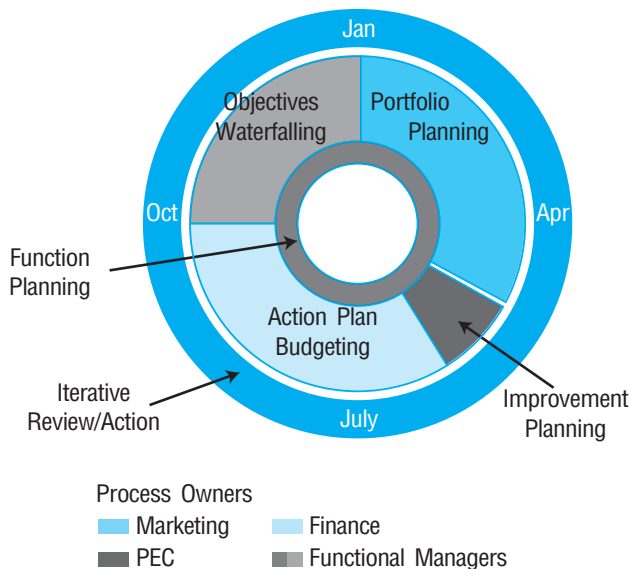 Jan
Objectives
Waterfalling
Portfolio
Planning
Oct
Apr
Function
Planning
Action Plan
Budgeting
Iterative
Review/Action
July
Improvement
Planning
Process Owners
Marketing
Finance
PEC
Functional Managers